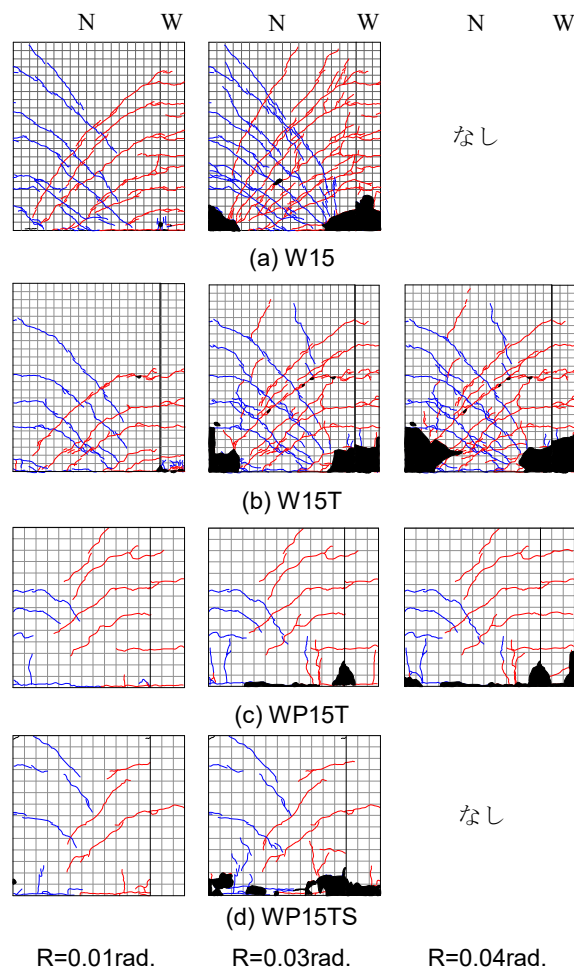 N W N W N W
なし
(a) W15
(b) W15T
(c) WP15T
なし
(d) WP15TS
R=0.01rad. R=0.03rad. R=0.04rad.